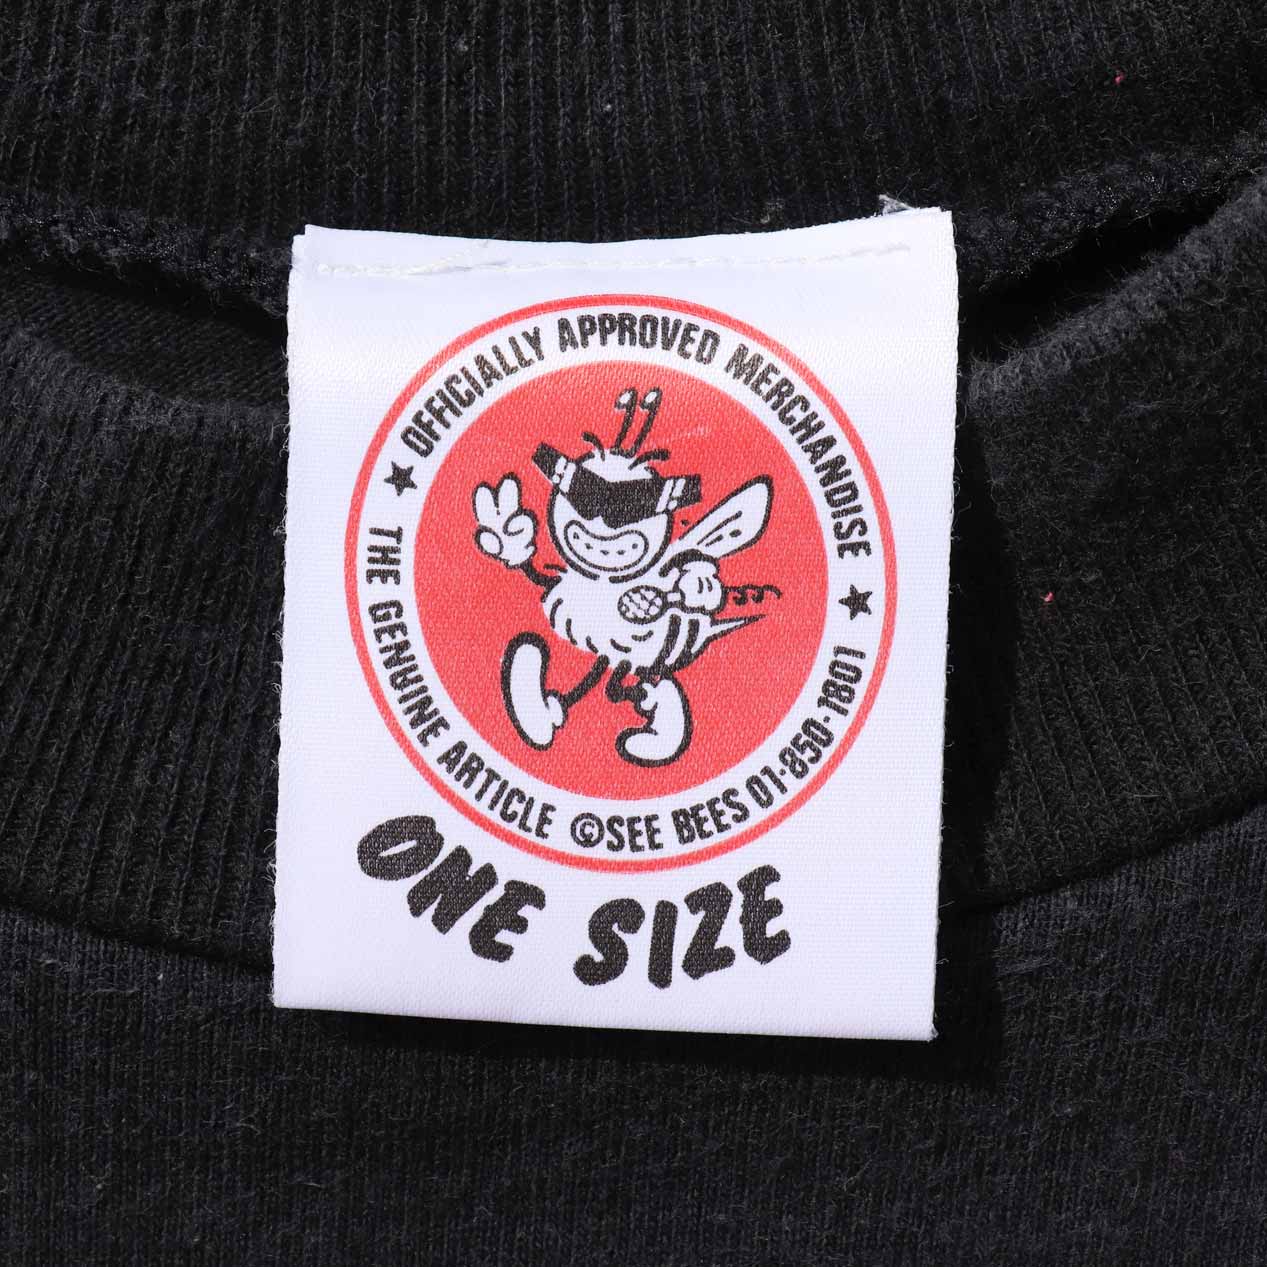 ★ OFFICIALLY APPROVED MERCHANDISE ★
THE GENUINE ARTICLE ©SEE BEES 01-850-1801
ONE SIZE